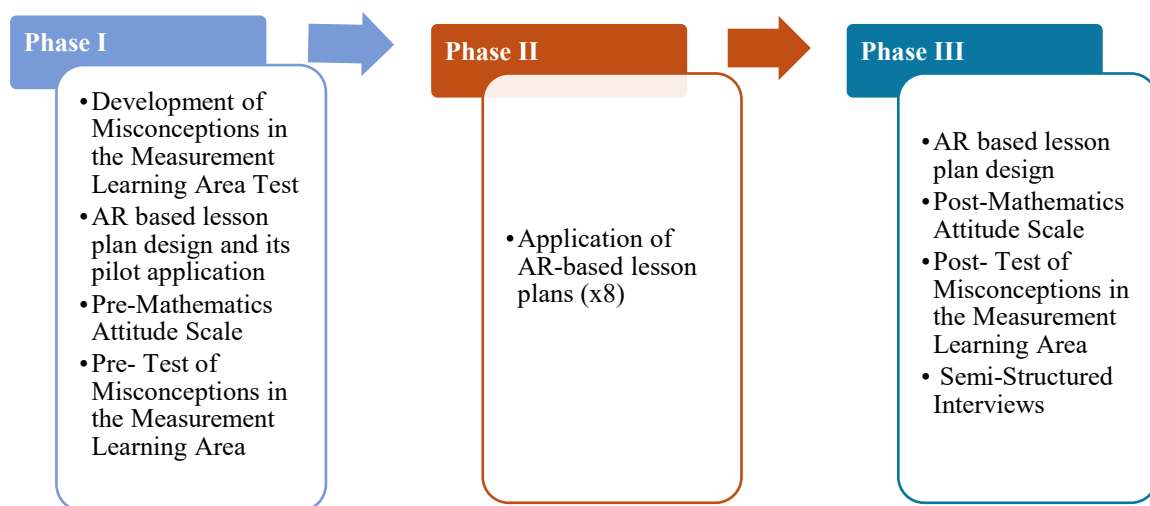 Phase I
•Development of
Misconceptions in
the Measurement
Learning Area Test
•AR based lesson
plan design and its
pilot application
•Pre-Mathematics
Attitude Scale
•Pre- Test of
Misconceptions in
the Measurement
Learning Area
Phase II
•Application of
AR-based lesson
plans (x8)
Phase III
•AR based lesson
plan design
•Post-Mathematics
Attitude Scale
•Post- Test of
Misconceptions in
the Measurement
Learning Area
• Semi-Structured
Interviews